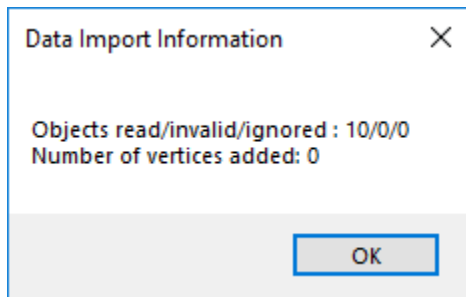 Data Import Information
Objects read/invalid/ignored : 10/0/0
Number of vertices added: 0
OK